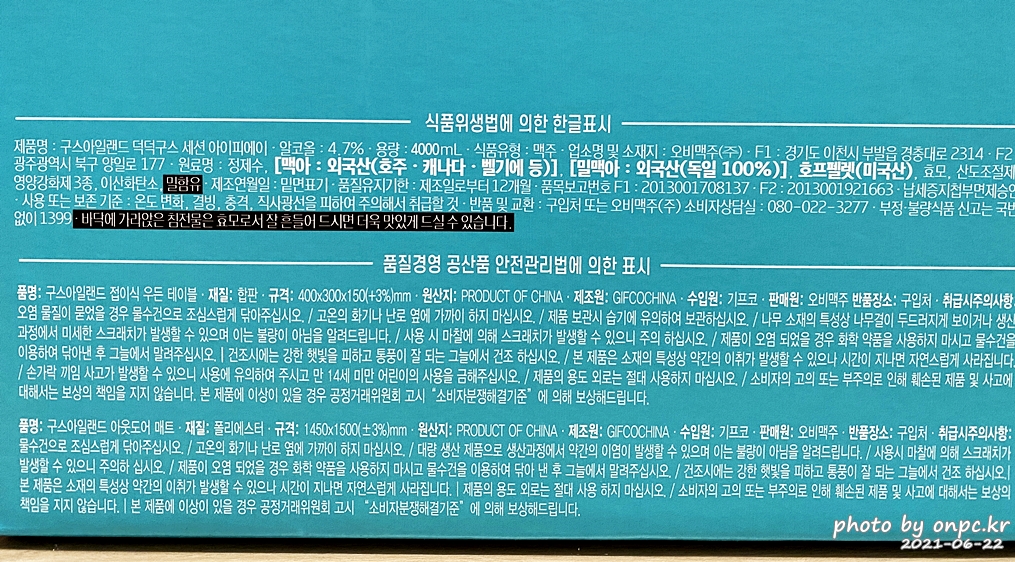 식품위생법에 의한 한글표시
제품명 : 구스아일랜드 덕덕구스 세션 아이피에이 · 알코올 : 4.7% · 용량 : 4000mL · 식품유형 : 맥주 · 업소명 및 소재지 : 오비맥주(주) · F1 : 경기도 이천시 부발읍 경충대로 2314 · F2
광주광역시 북구 양일로 177 · 원료명 : 정제수, [맥아 : 외국산(호주 · 캐나다 · 벨기에 등)], [밀맥아 : 외국산(독일 100%)], 호프펠렛(미국산), 효모, 산도조절제
영양강화제 3종, 이산화탄소 밀함유 · 제조연월일 : 밑면표기 · 품질유지기한 : 제조일로부터 12개월 · 품목보고번호 F1 : 2013001708137 · F2 : 2013001921663 · 납세증지첩부면제승인
· 사용 또는 보존 기준 : 온도 변화, 결빙, 충격, 직사광선을 피하여 주의해서 취급할 것 · 반품 및 교환 : 구입처 또는 오비맥주(주) 소비자상담실 : 080-022-3277 · 부정·불량식품 신고는 국번
없이 1399 · 바닥에 가라앉은 침전물은 효모로서 잘 흔들어 드시면 더욱 맛있게 드실 수 있습니다.
품질경영 공산품 안전관리법에 의한 표시
품명: 구스아일랜드 접이식 우든 테이블 · 재질: 합판 · 규격: 400x300x150(+3%)mm · 원산지: PRODUCT OF CHINA · 제조원: GIFCOCHINA · 수입원: 기프코 · 판매원: 오비맥주 반품장소: 구입처 · 취급시주의사항:
오염 물질이 묻었을 경우 물수건으로 조심스럽게 닦아주십시오. / 고온의 화기나 난로 옆에 가까이 하지 마십시오. / 제품 보관시 습기에 유의하여 보관하십시오. / 나무 소재의 특성상 나무결이 두드러지게 보이거나 생산
과정에서 미세한 스크래치가 발생할 수 있으며 이는 불량이 아님을 알려드립니다. / 사용 시 마찰에 의해 스크래치가 발생할 수 있으니 주의 하십시오. / 제품이 오염 되었을 경우 화학 약품을 사용하지 마시고 물수건을
이용하여 닦아낸 후 그늘에서 말려주십시오. | 건조시에는 강한 햇빛을 피하고 통풍이 잘 되는 그늘에서 건조 하십시오. / 본 제품은 소재의 특성상 약간의 이취가 발생할 수 있으나 시간이 지나면 자연스럽게 사라집니다.
/ 손가락 끼임 사고가 발생할 수 있으니 사용에 유의하여 주시고 만 14세 미만 어린이의 사용을 금해주십시오. / 제품의 용도 외로는 절대 사용하지 마십시오. / 소비자의 고의 또는 부주의로 인해 훼손된 제품 및 사고에
대해서는 보상의 책임을 지지 않습니다. 본 제품에 이상이 있을 경우 공정거래위원회 고시 "소비자분쟁해결기준"에 의해 보상해드립니다.
품명: 구스아일랜드 아웃도어 매트 · 재질: 폴리에스터 · 규격: 1450x1500(±3%)mm · 원산지: PRODUCT OF CHINA · 제조원: GIFCOCHINA · 수입원: 기프코 · 판매원: 오비맥주 · 반품장소: 구입처 · 취급시주의사항:
물수건으로 조심스럽게 닦아주십시오. / 고온의 화기나 난로 옆에 가까이 하지 마십시오. / 대량 생산 제품으로 생산과정에서 약간의 이염이 발생할 수 있으며 이는 불량이 아님을 알려드립니다. / 사용시 마찰에 의해 스크래치가
발생할 수 있으니 주의하 십시오. / 제품이 오염 되었을 경우 화학 약품을 사용하지 마시고 물수건을 이용하여 닦아 낸 후 그늘에서 말려주십시오. / 건조시에는 강한 햇빛을 피하고 통풍이 잘 되는 그늘에서 건조 하십시오. |
본 제품은 소재의 특성상 약간의 이취가 발생할 수 있으나 시간이 지나면 자연스럽게 사라집니다. | 제품의 용도 외로는 절대 사용 하지 마십시오. / 소비자의 고의 또는 부주의로 인해 훼손된 제품 및 사고에 대해서는 보상의
책임을 지지 않습니다. | 본 제품에 이상이 있을 경우 공정거래위원회 고시 "소비자분쟁해결기준"에 의해 보상해드립니다.
photo by onpc.kr
2021-06-22